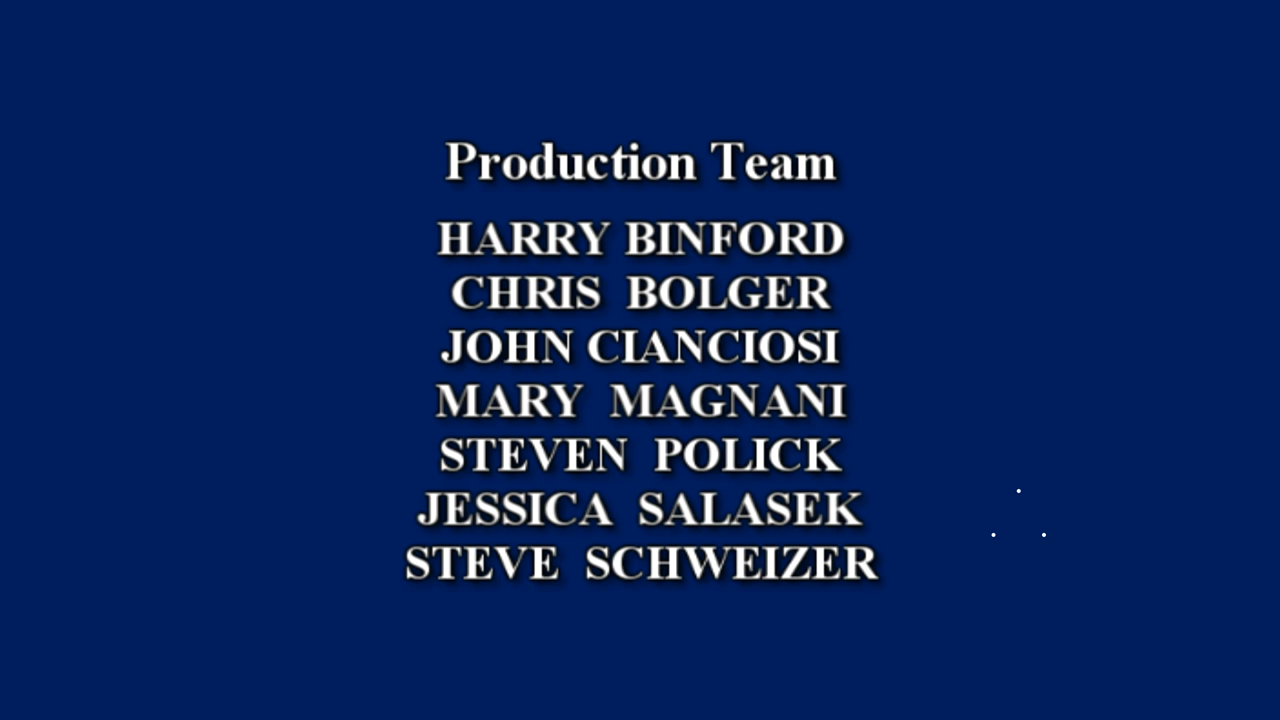 Production Team
HARRY BINFORD
CHRIS BOLGER
JOHN CIANCIOSI
MARY MAGNANI
STEVEN POLICK
JESSICA SALASEK
STEVE SCHWEIZER